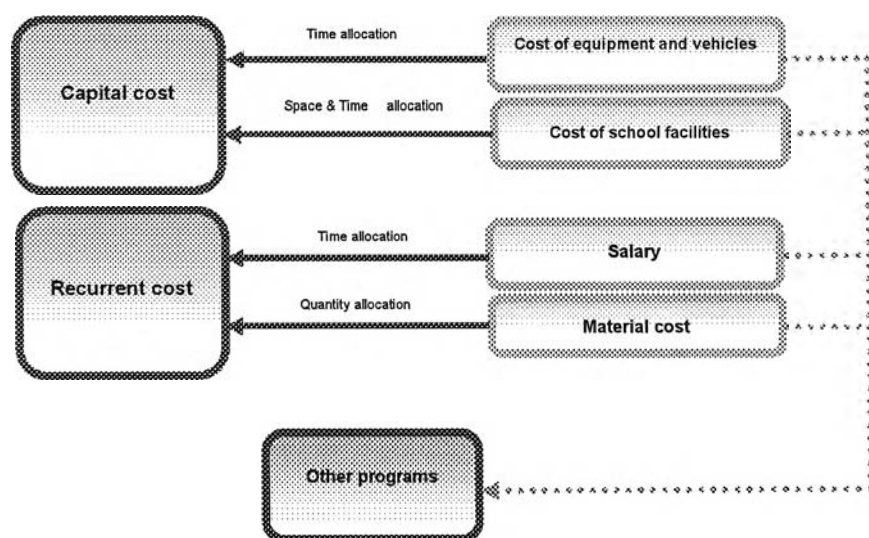 Time allocation
Cost of equipment and vehicles
Capital cost
Space & Time allocation
Cost of school facilities
Time allocation
Salary
Recurrent cost
Quantity allocation
Material cost
Other programs